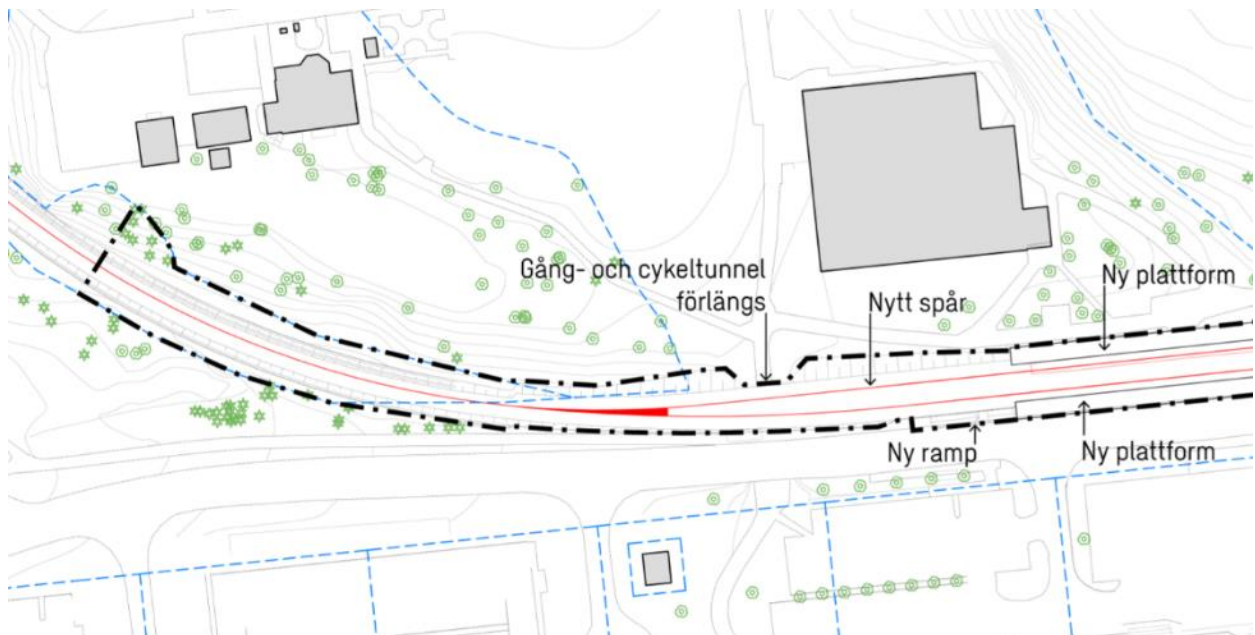 Gång- och cykeltunnel
förlängs
Nytt spår
Ny plattform
Ny ramp
Ny plattform